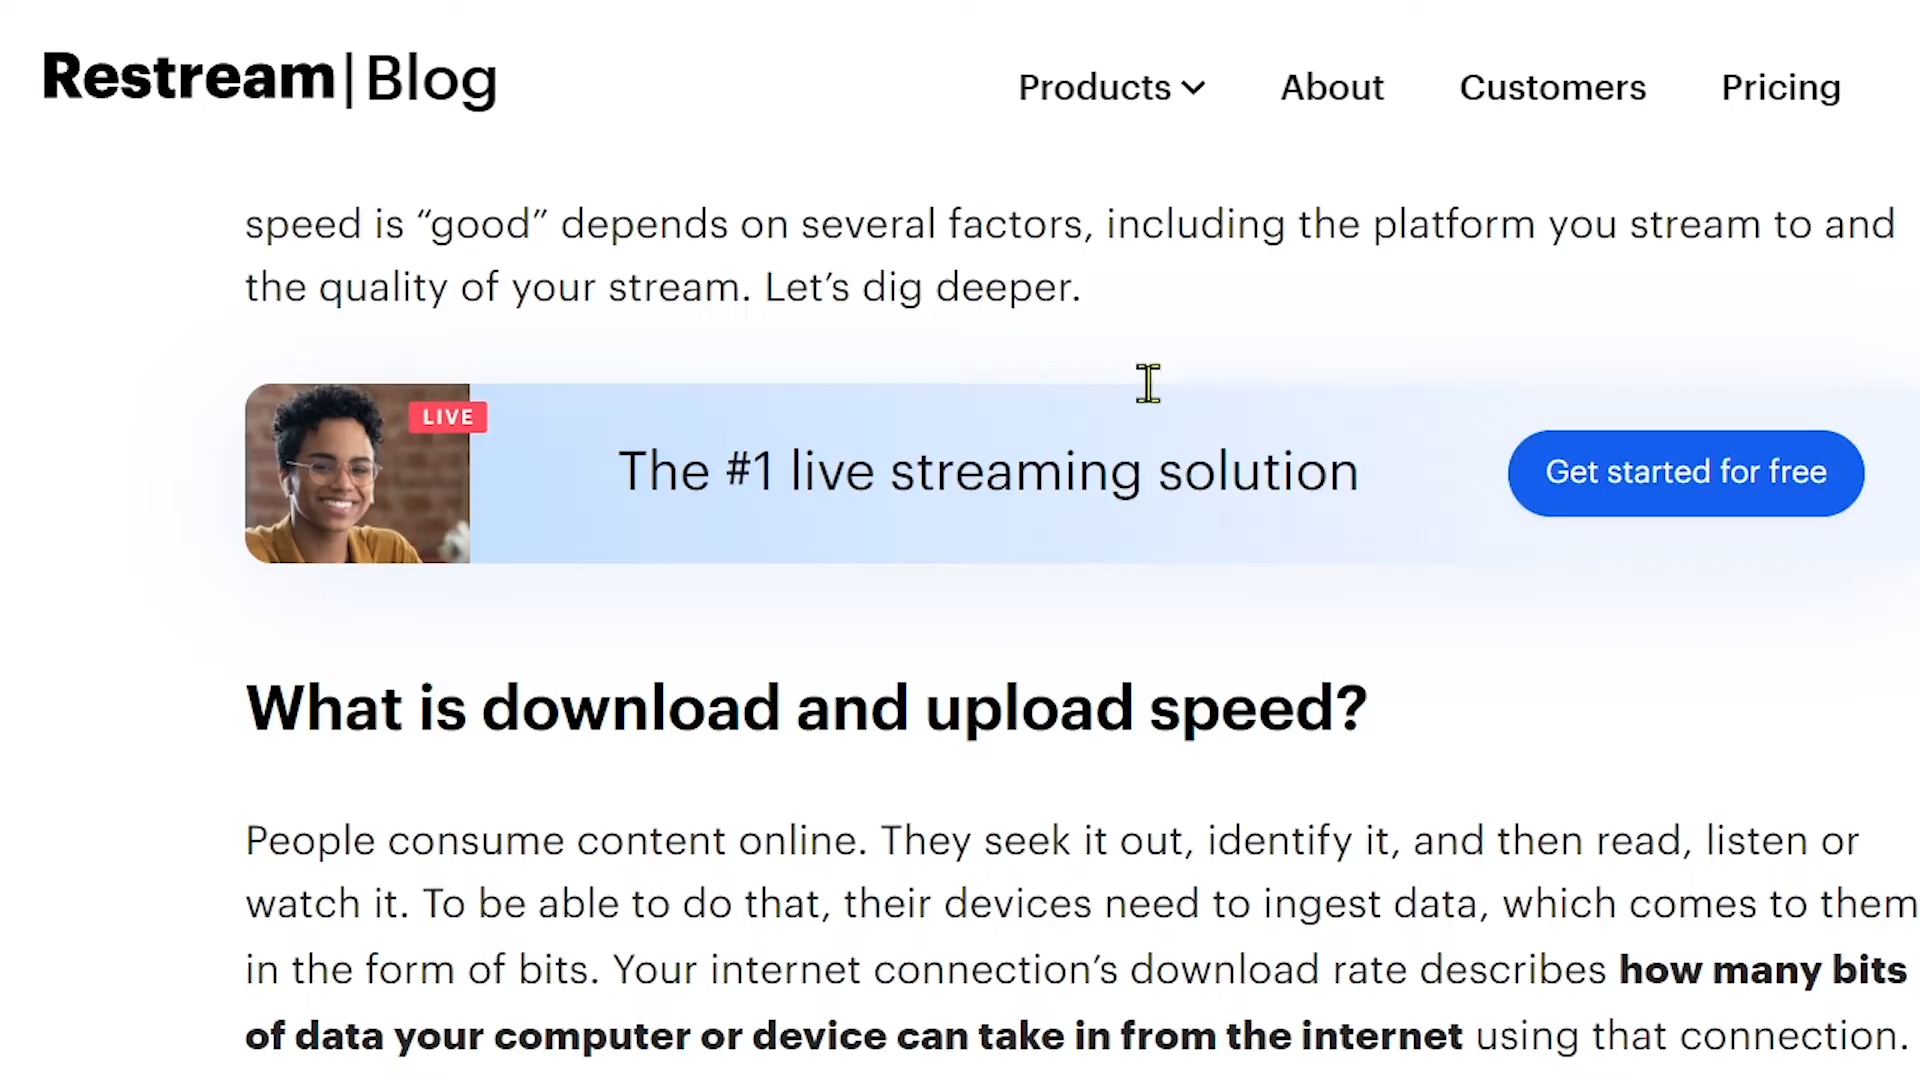 Restream|Blog
Products
About
Customers
Pricing
speed is “good” depends on several factors, including the platform you stream to and
the quality of your stream. Let’s dig deeper.
LIVE
The #1 live streaming solution
Get started for free
What is download and upload speed?
People consume content online. They seek it out, identify it, and then read, listen or
watch it. To be able to do that, their devices need to ingest data, which comes to them
in the form of bits. Your internet connection’s download rate describes how many bits
of data your computer or device can take in from the internet using that connection.